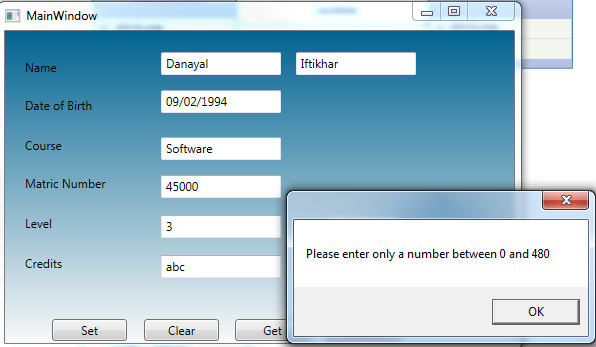 MainWindow
Name Danayal Iftikhar
Date of Birth 09/02/1994
Course Software
Matric Number 45000
Level 3
Credits abc
Please enter only a number between 0 and 480
OK
Set Clear Get